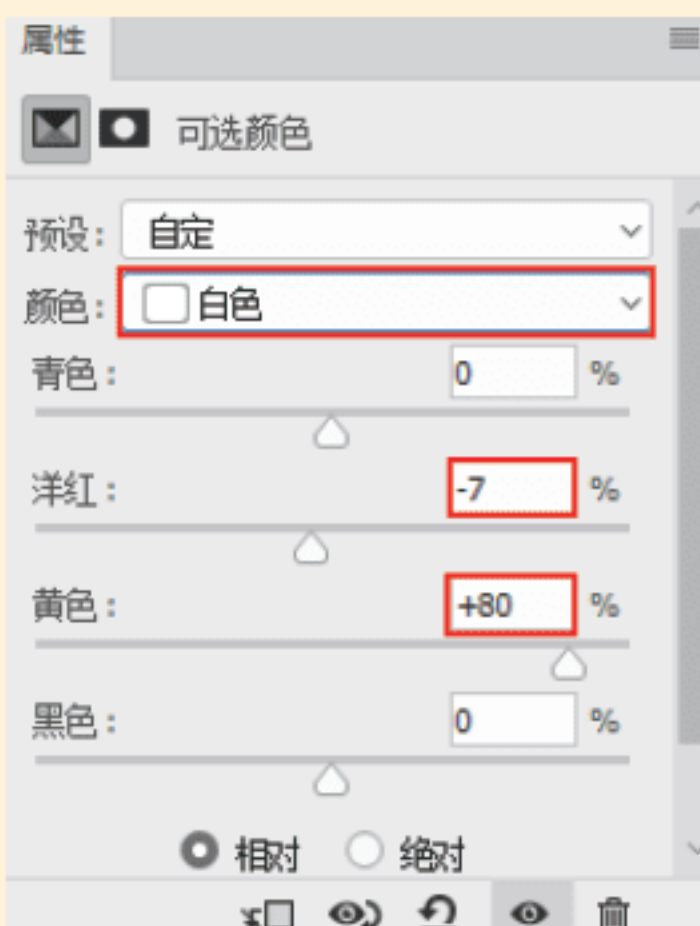 属性
可选颜色
预设： 自定
颜色： 白色
青色： 0 %
洋红： -7 %
黄色： +80 %
黑色： 0 %
相对 绝对